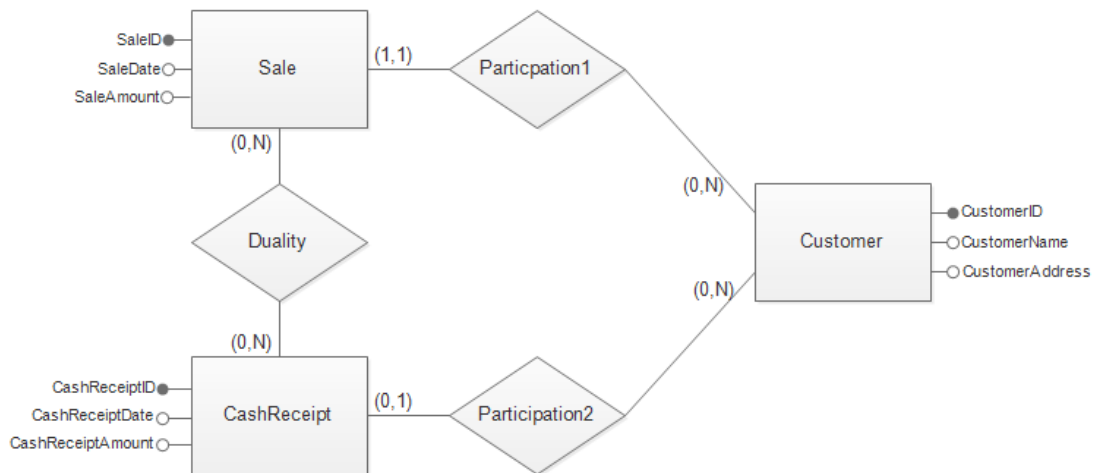 SaleID
SaleDate
SaleAmount
Sale
(1,1)
Particpation1
(0,N)
(0,N)
Duality
Customer
CustomerID
CustomerName
CustomerAddress
(0,N)
(0,N)
CashReceiptID
CashReceiptDate
CashReceiptAmount
CashReceipt
(0,1)
Participation2